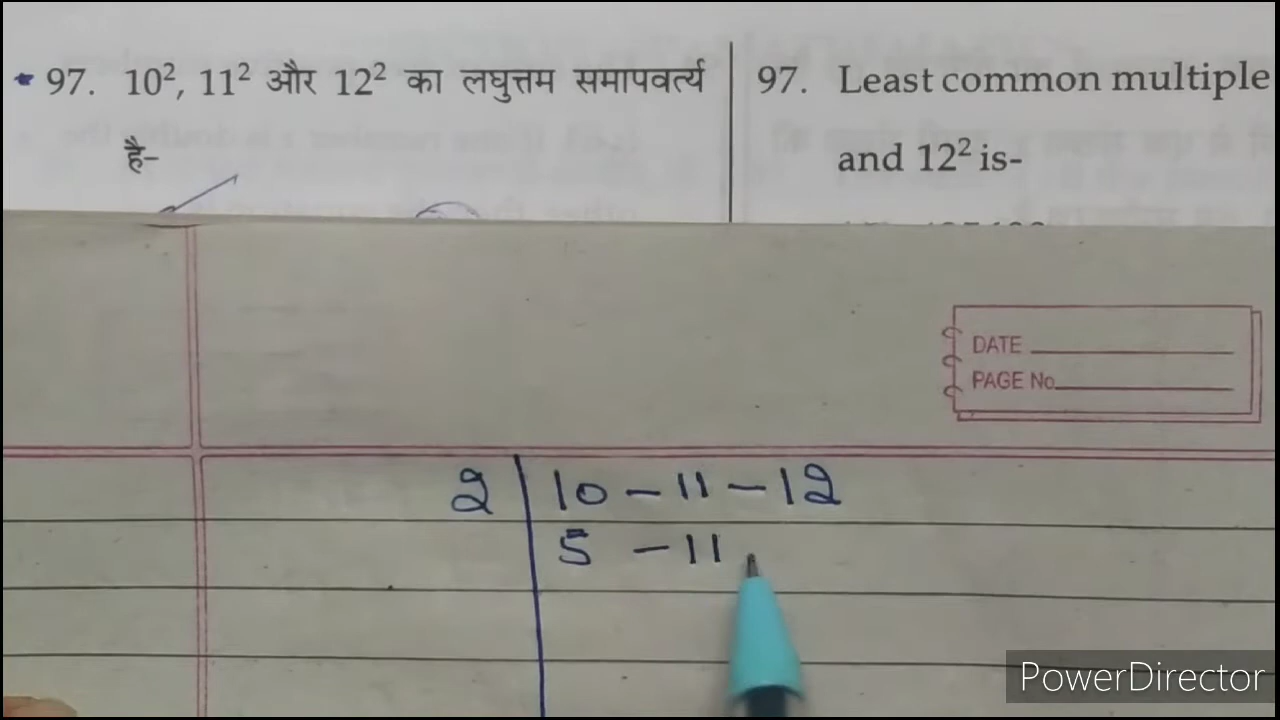 97. 10², 11² और 12² का लघुत्तम समापवर्त्य
है-
97. Least common multiple
and 12² is-
DATE
PAGE No.
2 | 10 – 11 – 12
5 – 11
PowerDirector